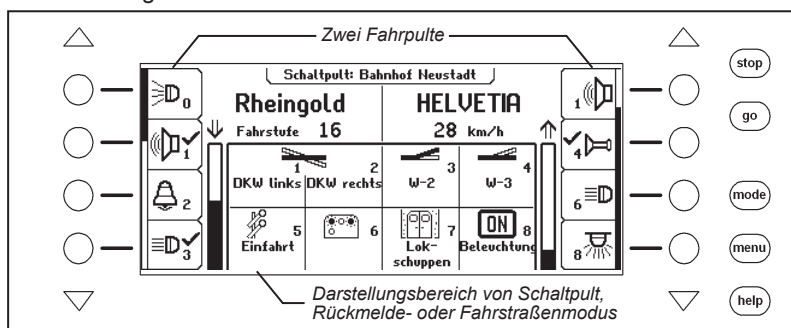 Zwei Fahrpulte
stop
go
mode
menu
help
Schaltpult: Bahnhof Neustadt
Rheingold
HELVETIA
Fahrstufe 16
28 km/h
0
1
2
3
1
4
6
8
1
DKW links
2
DKW rechts
3
W-2
4
W-3
5
Einfahrt
6
7
Lok-
schuppen
ON 8
Beleuchtung
Darstellungsbereich von Schaltpult,
Rückmelde- oder Fahrstraßenmodus